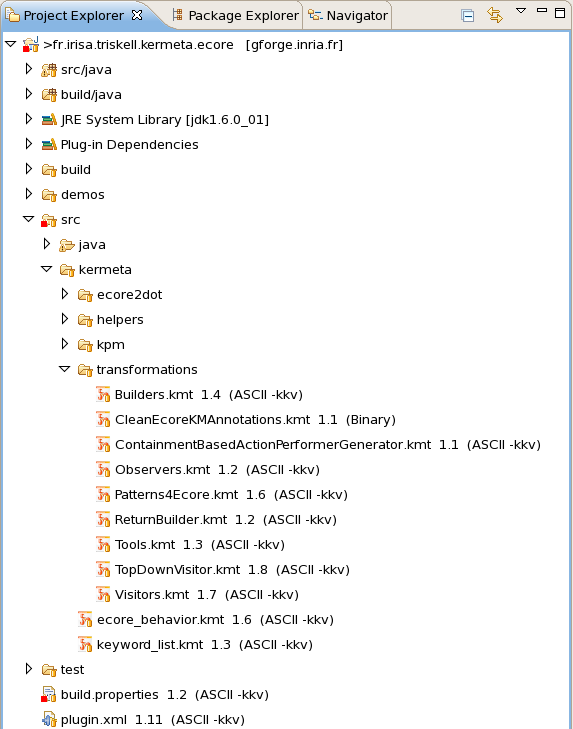 Project Explorer Package Explorer Navigator
>fr.irisa.triskell.kermeta.ecore [gforge.inria.fr]
src/java
build/java
JRE System Library [jdk1.6.0_01]
Plug-in Dependencies
build
demos
src
java
kermeta
ecore2dot
helpers
kpm
transformations
Builders.kmt 1.4 (ASCII -kkv)
CleanEcoreKMAnnotations.kmt 1.1 (Binary)
ContainmentBasedActionPerformerGenerator.kmt 1.1 (ASCII -kkv)
Observers.kmt 1.2 (ASCII -kkv)
Patterns4Ecore.kmt 1.6 (ASCII -kkv)
ReturnBuilder.kmt 1.2 (ASCII -kkv)
Tools.kmt 1.3 (ASCII -kkv)
TopDownVisitor.kmt 1.8 (ASCII -kkv)
Visitors.kmt 1.7 (ASCII -kkv)
ecore_behavior.kmt 1.6 (ASCII -kkv)
keyword_list.kmt 1.3 (ASCII -kkv)
test
build.properties 1.2 (ASCII -kkv)
plugin.xml 1.11 (ASCII -kkv)